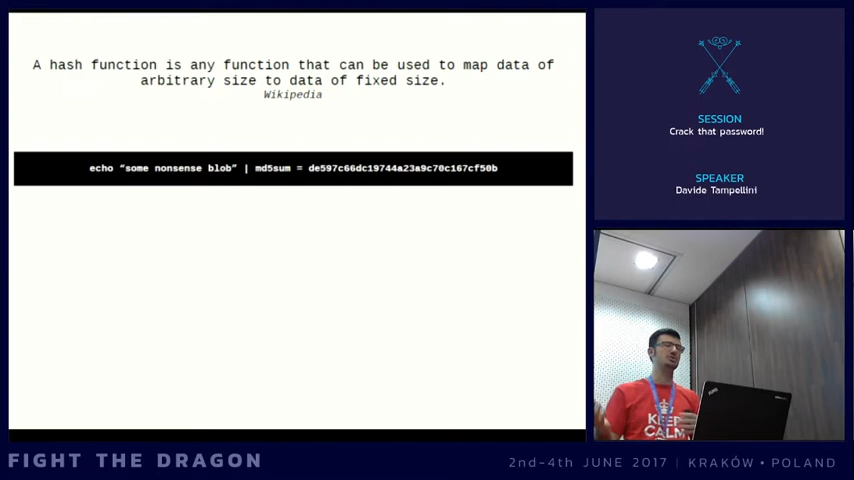 A hash function is any function that can be used to map data of
arbitrary size to data of fixed size.
Wikipedia
echo “some nonsense blob” | md5sum = de597c66dc19744a23a9c70c167cf50b
SESSION
Crack that password!
SPEAKER
Davide Tampellini
KEEP
CALM
FIGHT THE DRAGON
2nd-4th JUNE 2017 | KRAKÓW • POLAND